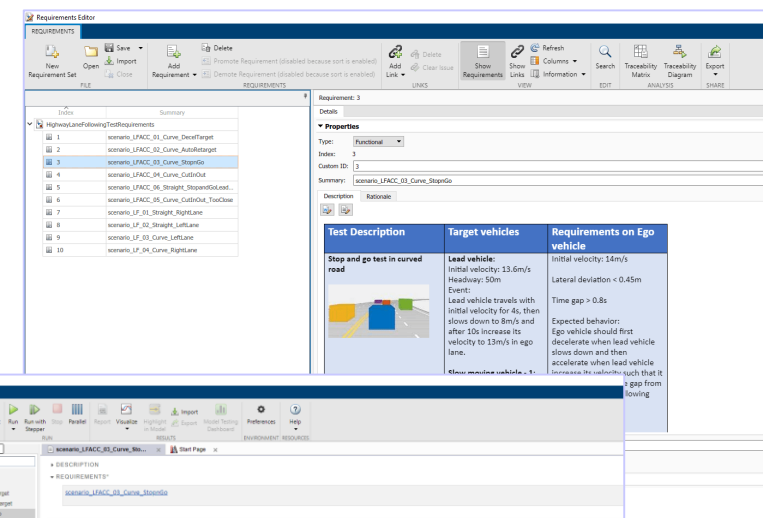 Requirements Editor
REQUIREMENTS
New
Requirement Set
Open
Save
Import
Close
FILE
Add
Requirement
Delete
Promote Requirement (disabled because sort is enabled)
Demote Requirement (disabled because sort is enabled)
REQUIREMENTS
Add
Link
Delete
Clear Issue
LINKS
Show
Requirements
Show
Links
Refresh
Columns
Information
VIEW
Search
EDIT
Traceability
Matrix
Traceability
Diagram
ANALYSIS
Export
SHARE
Index Summary
HighwayLaneFollowingTestRequirements
1 scenario_LFACC_01_Curve_DecelTarget
2 scenario_LFACC_02_Curve_AutoRetarget
3 scenario_LFACC_03_Curve_StopnGo
4 scenario_LFACC_04_Curve_CutInOut
5 scenario_LFACC_06_Straight_StopandGoLead...
6 scenario_LFACC_05_Curve_CutInOut_TooClose
7 scenario_LF_01_Straight_RightLane
8 scenario_LF_02_Straight_LeftLane
9 scenario_LF_03_Curve_LeftLane
10 scenario_LF_04_Curve_RightLane
Requirement: 3
Details
Properties
Type: Functional
Index: 3
Custom ID: 3
Summary: scenario_LFACC_03_Curve_StopnGo
Description Rationale
Test Description
Stop and go test in curved
road
Target vehicles
Lead vehicle:
Initial velocity: 13.6m/s
Headway: 50m
Event:
Lead vehicle travels with
initial velocity for 4s, then
slows down to 8m/s and
after 10s increase its
velocity to 13m/s in ego
lane.
Slow moving vehicle - 1:
Requirements on Ego
vehicle
Initial velocity: 14m/s
Lateral deviation < 0.45m
Time gap > 0.8s
Expected behavior:
Ego vehicle should first
decelerate when lead vehicle
slows down and then
accelerate when lead vehicle
increase its velocity such that it
gap from
lowing
Run
Run with
Stepper
Stop
Parallel
RUN
Report
Visualize
Highlight
in Model
Import
Export
Model Testing
Dashboard
RESULTS
Preferences
ENVIRONMENT
Help
RESOURCES
scenario_LFACC_03_Curve_Sto... x Start Page x
DESCRIPTION
REQUIREMENTS*
scenario_LFACC_03_Curve_StopnGo